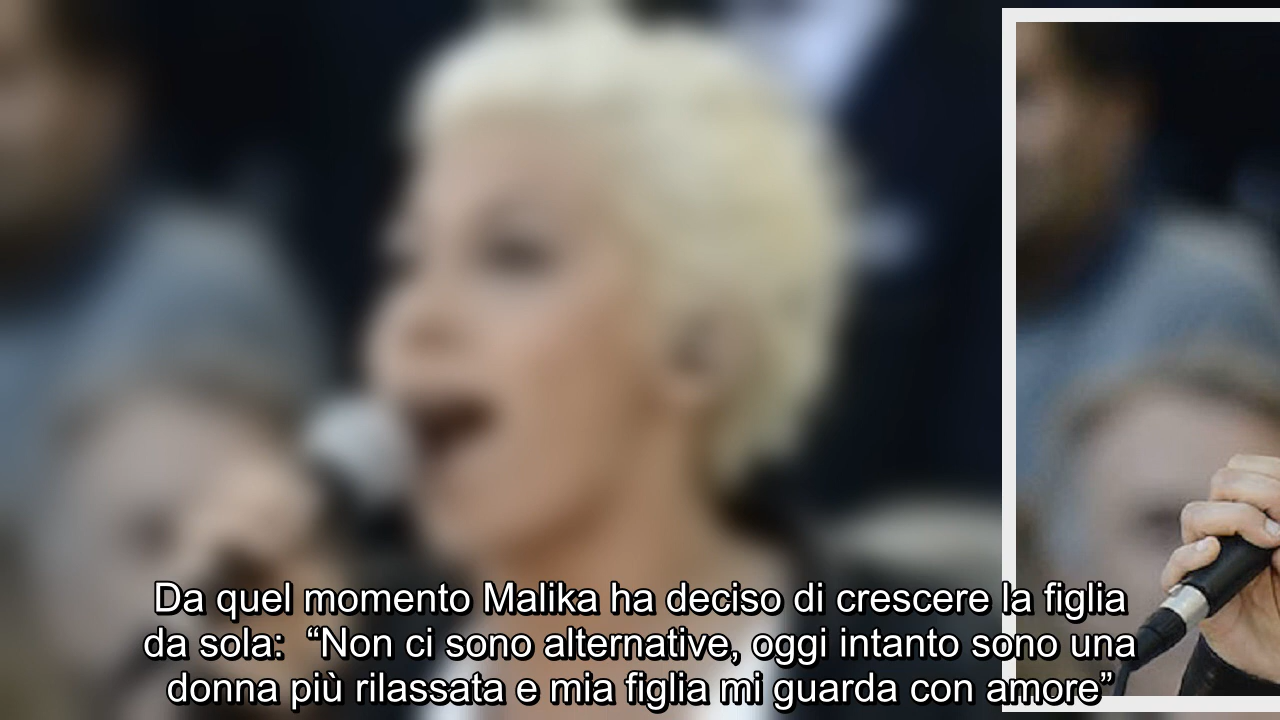 Da quel momento Malika ha deciso di crescere la figlia
da sola:  “Non ci sono alternative, oggi intanto sono una
donna più rilassata e mia figlia mi guarda con amore”